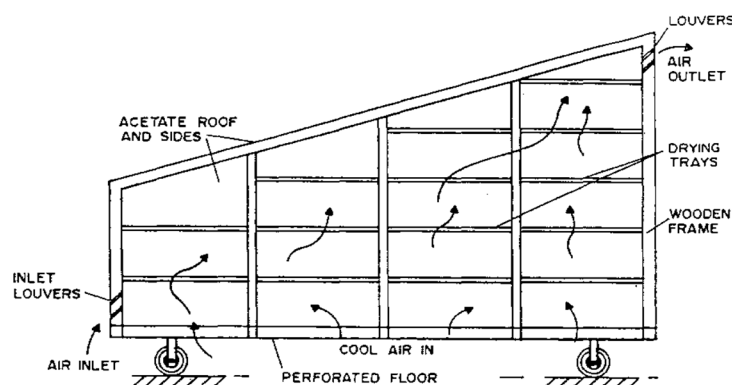 LOUVERS
AIR
OUTLET
ACETATE ROOF
AND SIDES
DRYING
TRAYS
WOODEN
FRAME
INLET
LOUVERS
AIR INLET
COOL AIR IN
PERFORATED FLOOR